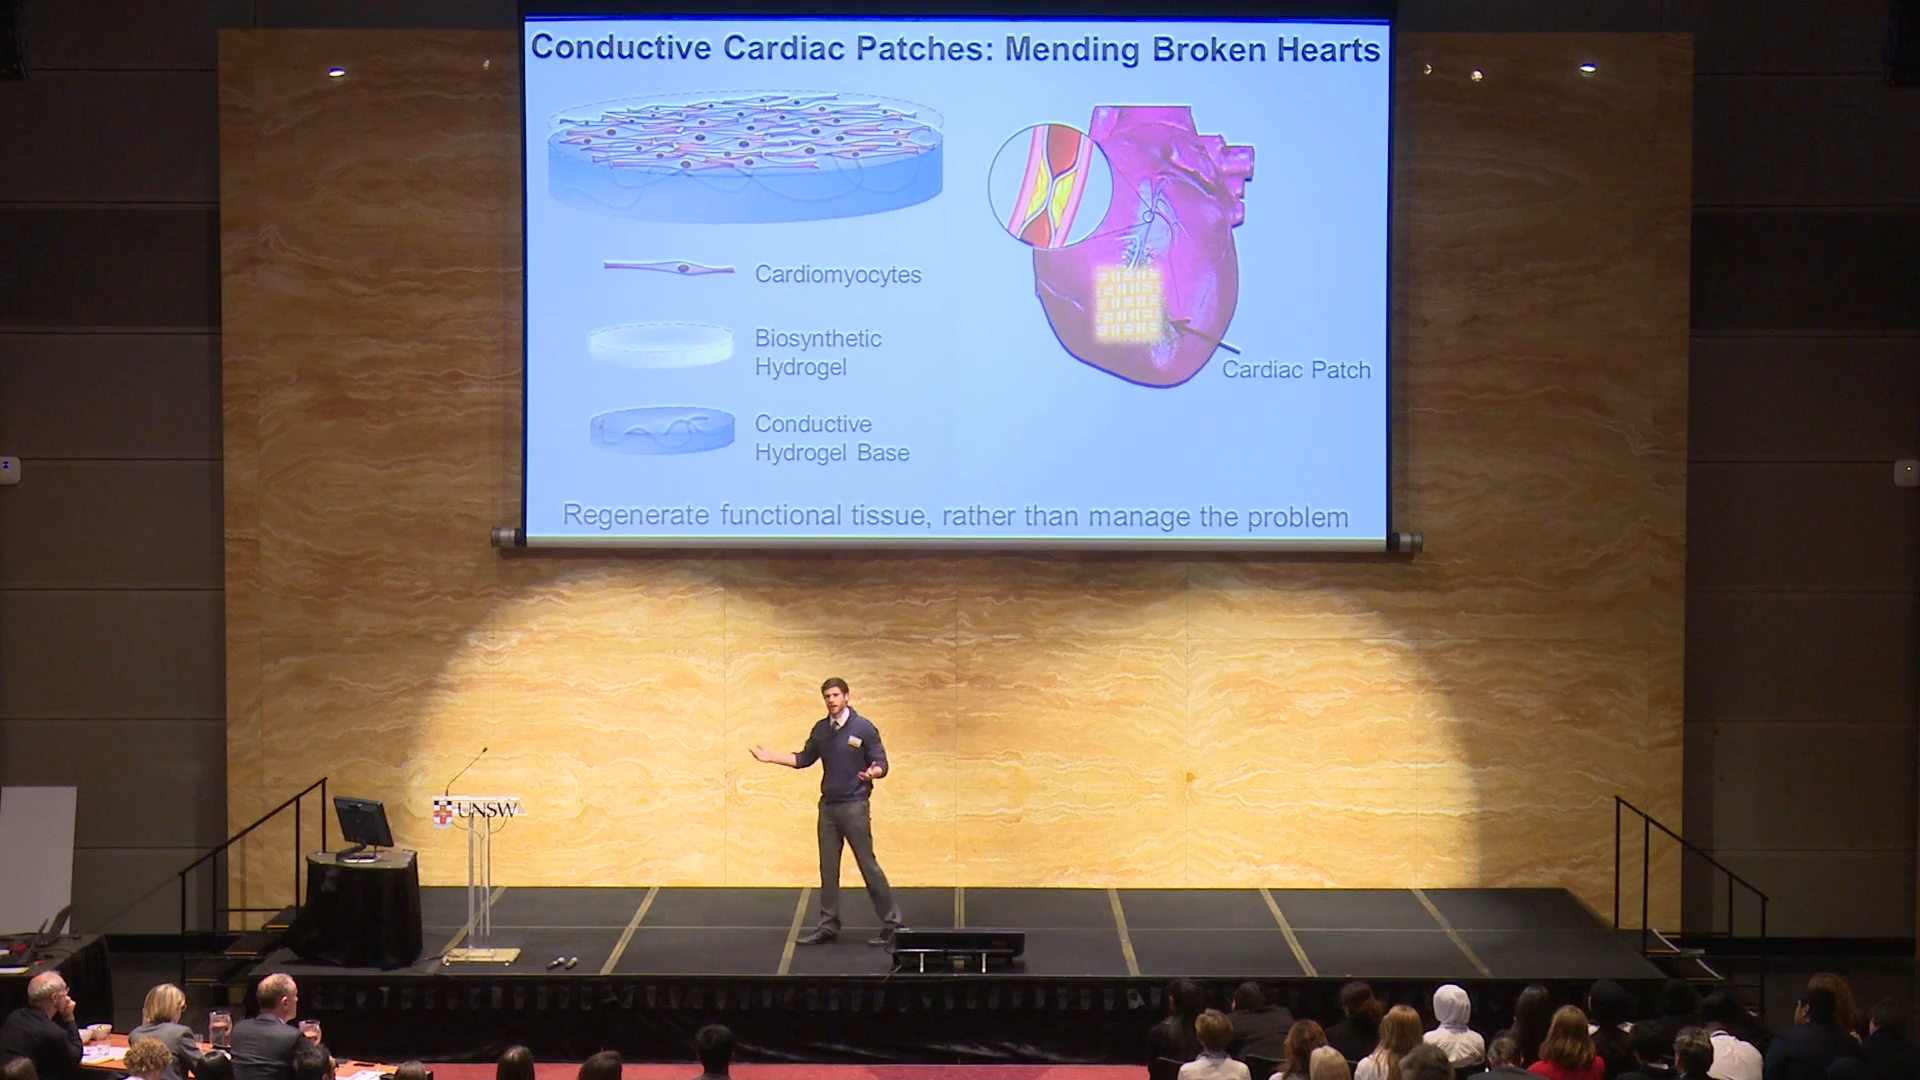 Conductive Cardiac Patches: Mending Broken Hearts
Cardiomyocytes
Biosynthetic
Hydrogel
Conductive
Hydrogel Base
Cardiac Patch
Regenerate functional tissue, rather than manage the problem
UNSW